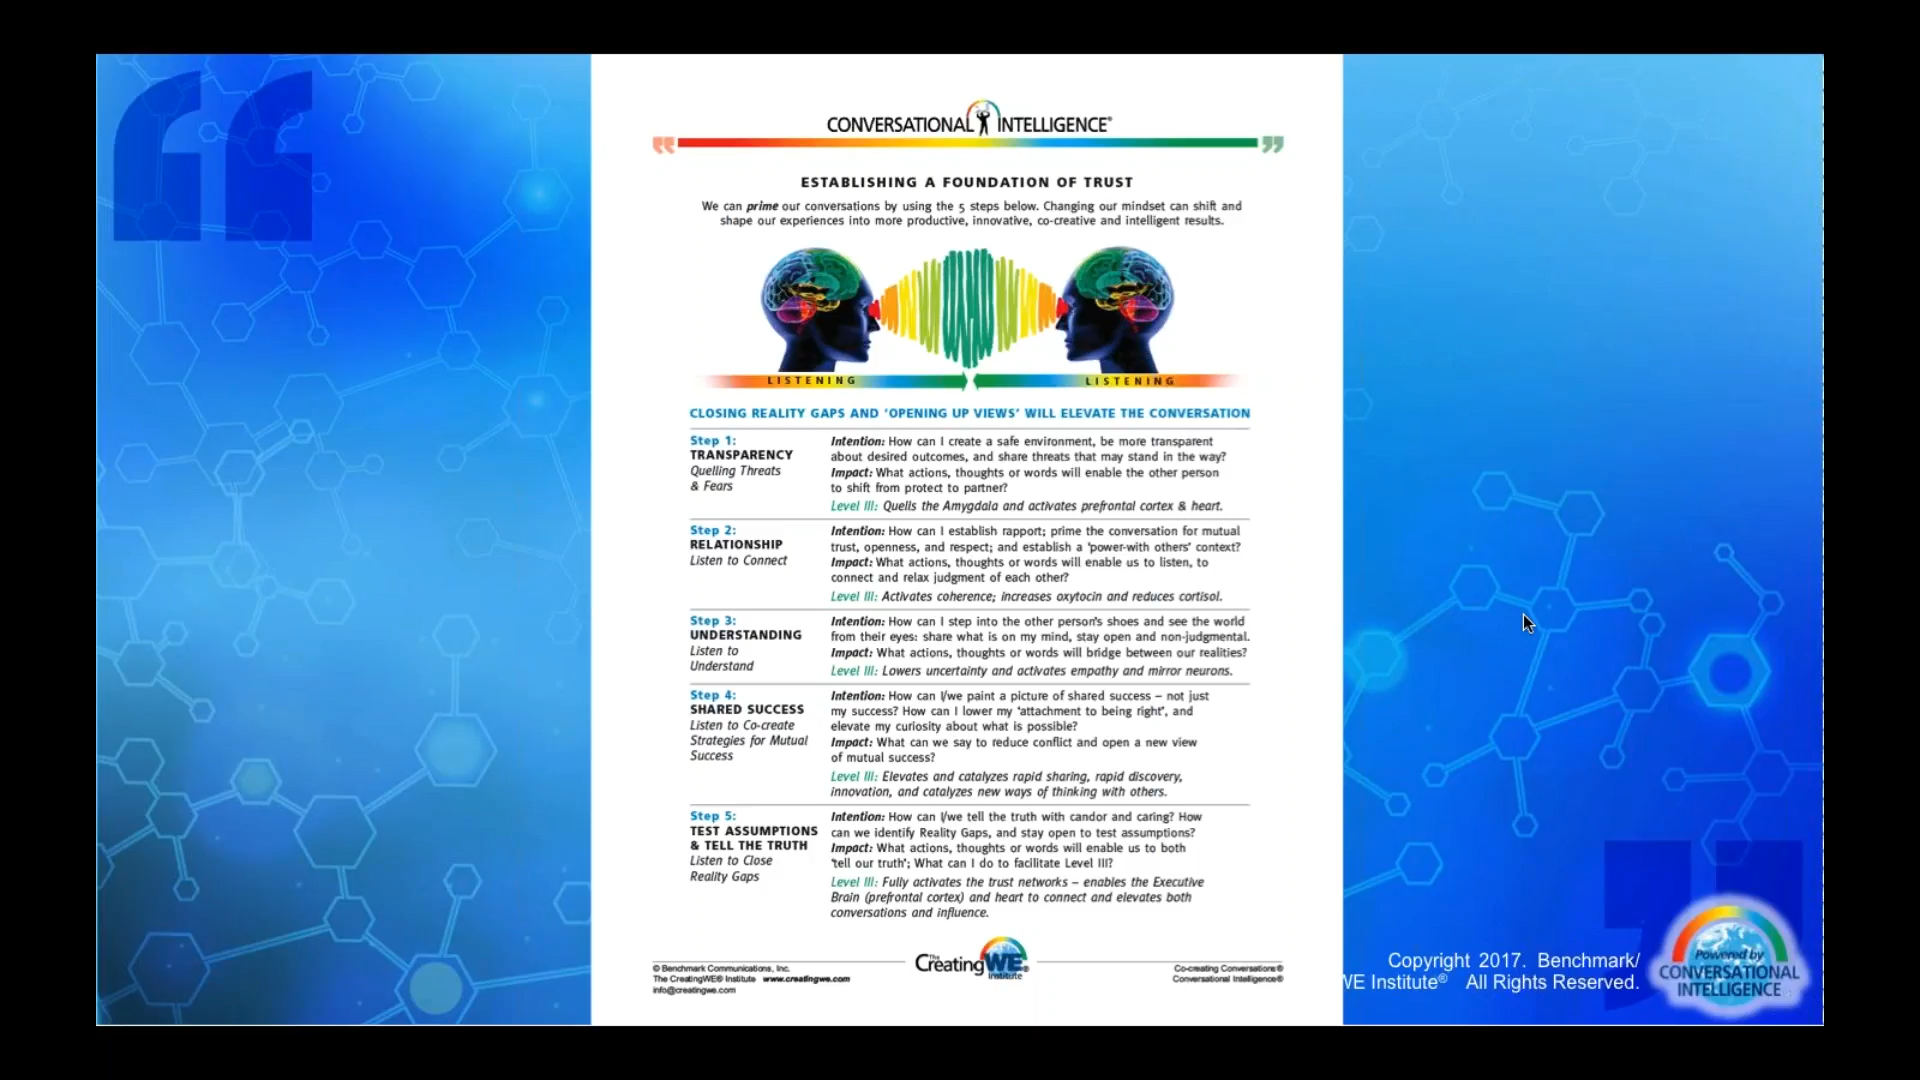 CONVERSATIONAL INTELLIGENCE®
ESTABLISHING A FOUNDATION OF TRUST
We can prime our conversations by using the 5 steps below. Changing our mindset can shift and
shape our experiences into more productive, innovative, co-creative and intelligent results.
LISTENING LISTENING
CLOSING REALITY GAPS AND ‘OPENING UP VIEWS’ WILL ELEVATE THE CONVERSATION
Step 1:
TRANSPARENCY
Quelling Threats
& Fears
Intention: How can I create a safe environment, be more transparent
about desired outcomes, and share threats that may stand in the way?
Impact: What actions, thoughts or words will enable the other person
to shift from protect to partner?
Level III: Quells the Amygdala and activates prefrontal cortex & heart.
Step 2:
RELATIONSHIP
Listen to Connect
Intention: How can I establish rapport; prime the conversation for mutual
trust, openness, and respect; and establish a ‘power-with others’ context?
Impact: What actions, thoughts or words will enable us to listen, to
connect and relax judgment of each other?
Level III: Activates coherence; increases oxytocin and reduces cortisol.
Step 3:
UNDERSTANDING
Listen to
Understand
Intention: How can I step into the other person’s shoes and see the world
from their eyes: share what is on my mind, stay open and non-judgmental.
Impact: What actions, thoughts or words will bridge between our realities?
Level III: Lowers uncertainty and activates empathy and mirror neurons.
Step 4:
SHARED SUCCESS
Listen to Co-create
Strategies for Mutual
Success
Intention: How can I/we paint a picture of shared success – not just
my success? How can I lower my ‘attachment to being right’, and
elevate my curiosity about what is possible?
Impact: What can we say to reduce conflict and open a new view
of mutual success?
Level III: Elevates and catalyzes rapid sharing, rapid discovery,
innovation, and catalyzes new ways of thinking with others.
Step 5:
TEST ASSUMPTIONS
& TELL THE TRUTH
Listen to Close
Reality Gaps
Intention: How can I/we tell the truth with candor and caring? How
can we identify Reality Gaps, and stay open to test assumptions?
Impact: What actions, thoughts or words will enable us to both
‘tell our truth’; What can I do to facilitate Level III?
Level III: Fully activates the trust networks – enables the Executive
Brain (prefrontal cortex) and heart to connect and elevates both
conversations and influence.
© Benchmark Communications, Inc.
The CreatingWE® Institute www.creatingwe.com
info@creatingwe.com
The
CreatingWE®
Institute
Co-creating Conversations®
Conversational Intelligence®
Copyright 2017. Benchmark/
WE Institute® All Rights Reserved.
Powered by
CONVERSATIONAL
INTELLIGENCE